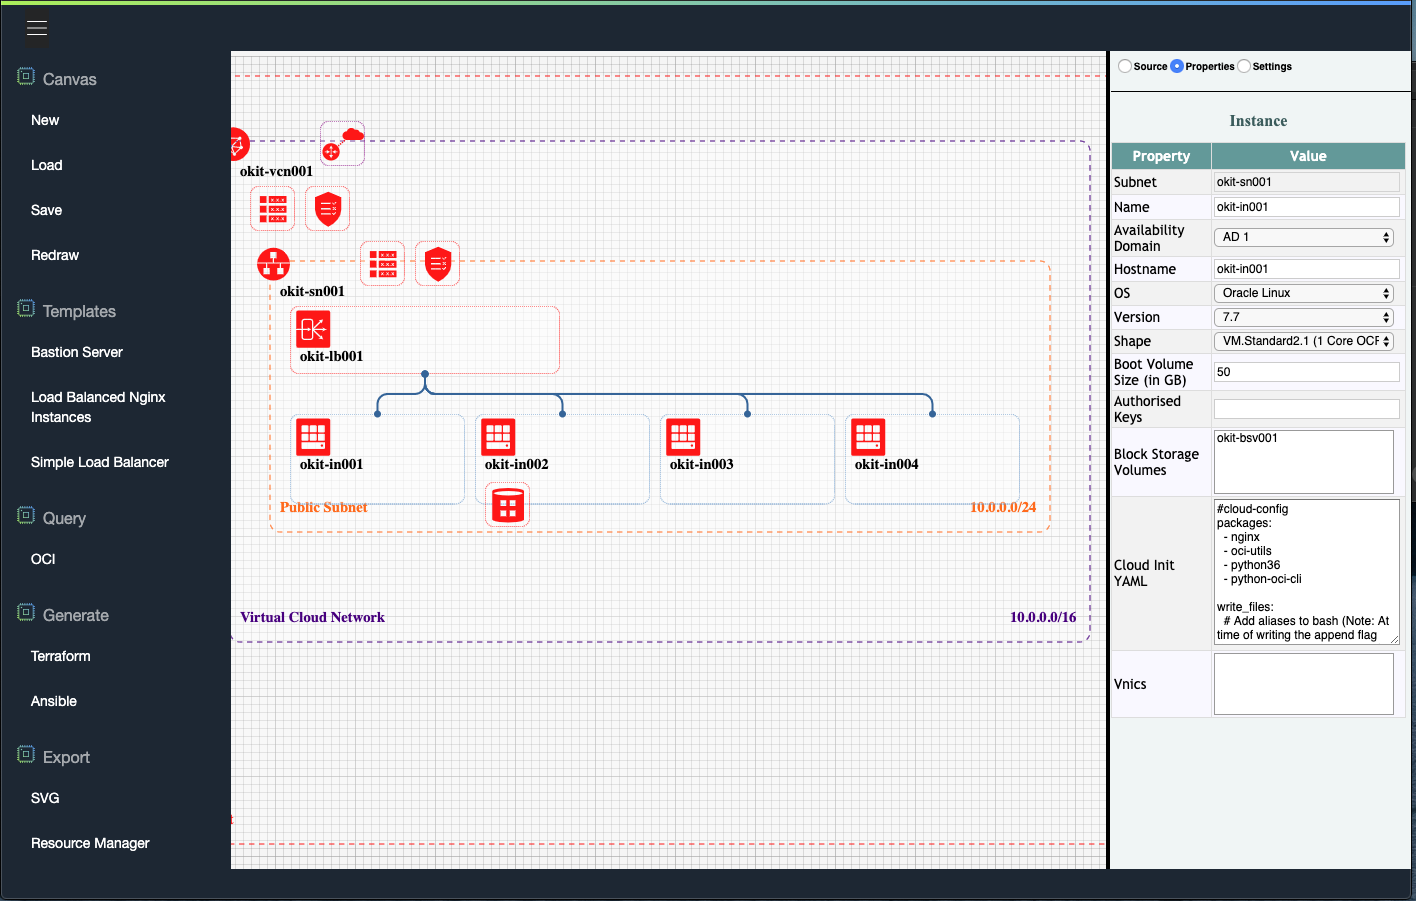 Canvas
New
Load
Save
Redraw
Templates
Bastion Server
Load Balanced Nginx
Instances
Simple Load Balancer
Query
OCI
Generate
Terraform
Ansible
Export
SVG
Resource Manager
okit-vcn001
okit-sn001
okit-lb001
okit-in001
okit-in002
okit-in003
okit-in004
Public Subnet
10.0.0.0/24
Virtual Cloud Network
10.0.0.0/16
Source Properties Settings
Instance
Property Value
Subnet okit-sn001
Name okit-in001
Availability
Domain
AD 1
Hostname okit-in001
OS Oracle Linux
Version 7.7
Shape VM.Standard2.1 (1 Core OCF
Boot Volume
Size (in GB)
50
Authorised
Keys
Block Storage
Volumes
okit-bsv001
Cloud Init
YAML
#cloud-config
packages:
- nginx
- oci-utils
- python36
- python-oci-cli
write_files:
# Add aliases to bash (Note: At
time of writing the append flag
Vnics